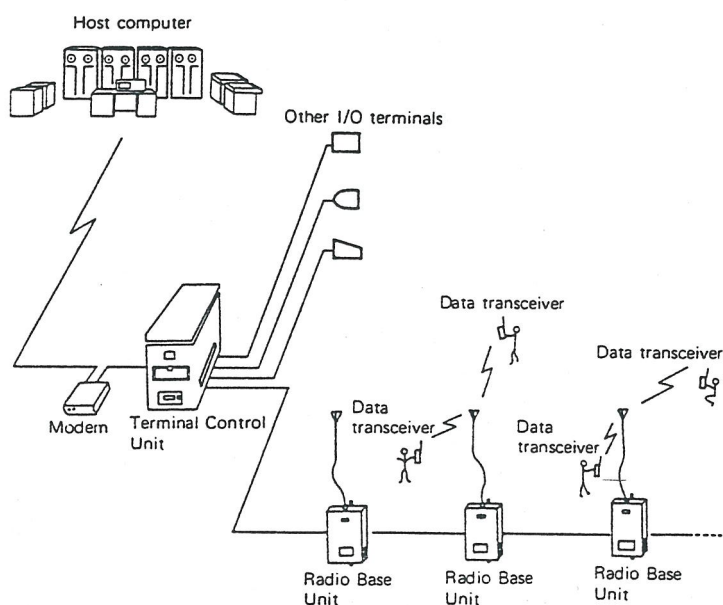 Host computer
Other I/O terminals
Data transceiver
Data transceiver
Data
transceiver
Data
transceiver
Modem
Terminal Control
Unit
Radio Base
Unit
Radio Base
Unit
Radio Base
Unit